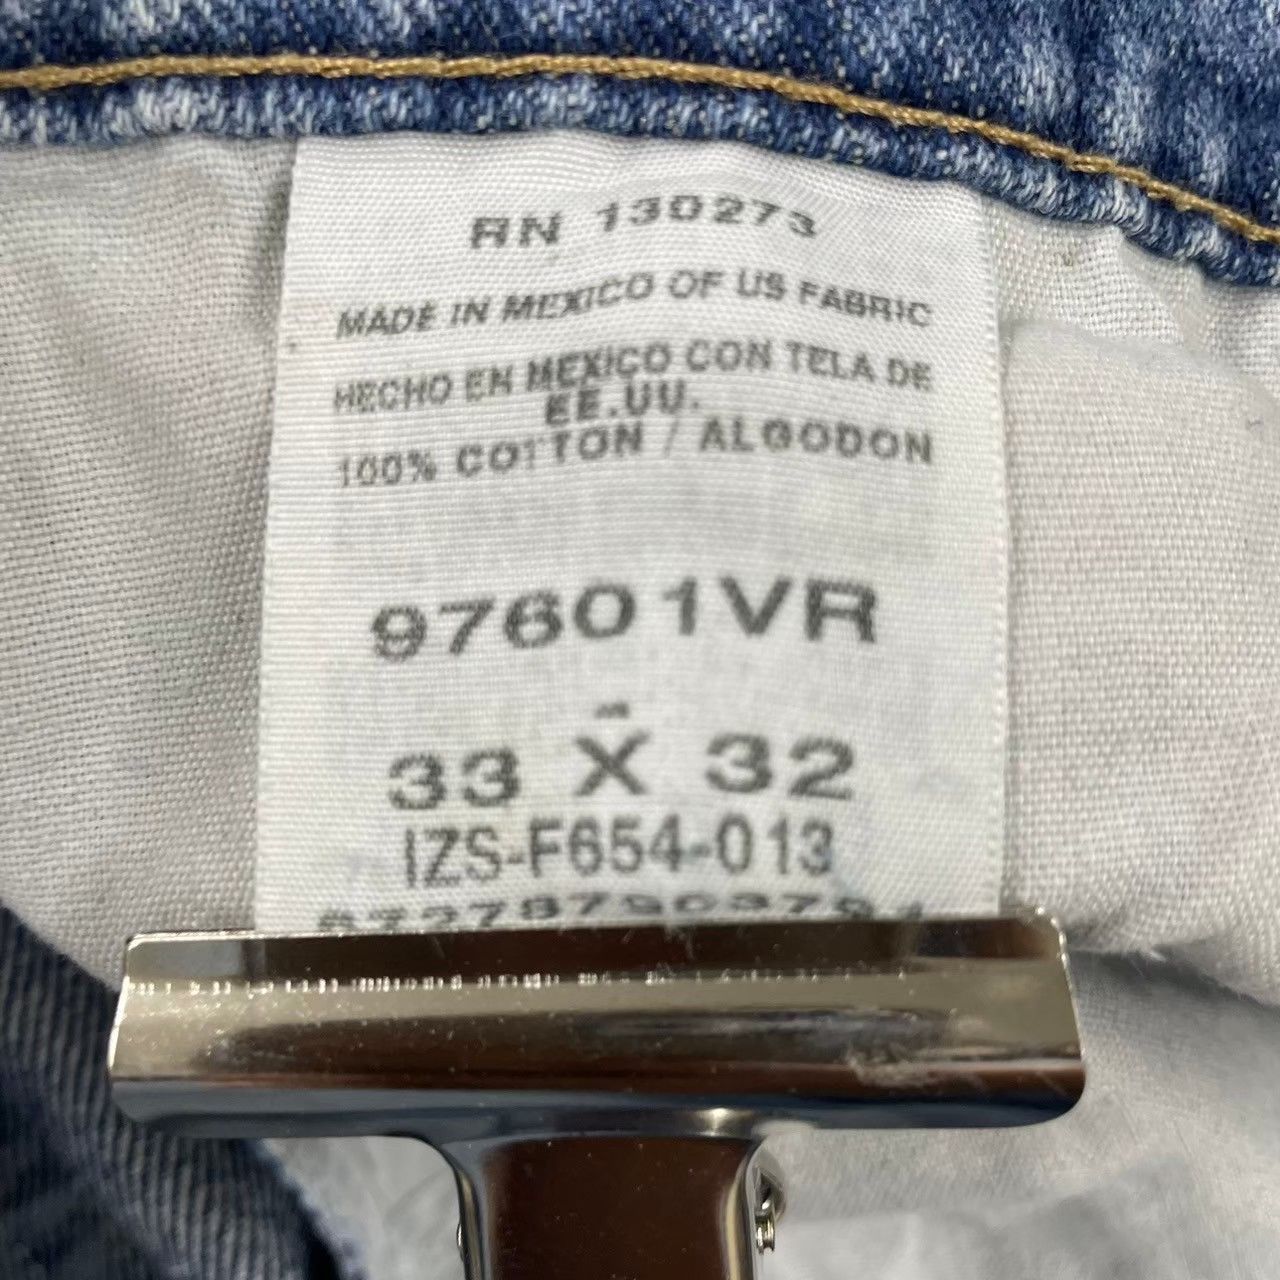 RN 130273
MADE IN MEXICO OF US FABRIC
HECHO EN MEXICO CON TELA DE
EE.UU.
100% COTTON / ALGODON
97601VR
33 X 32
IZS-F654-013